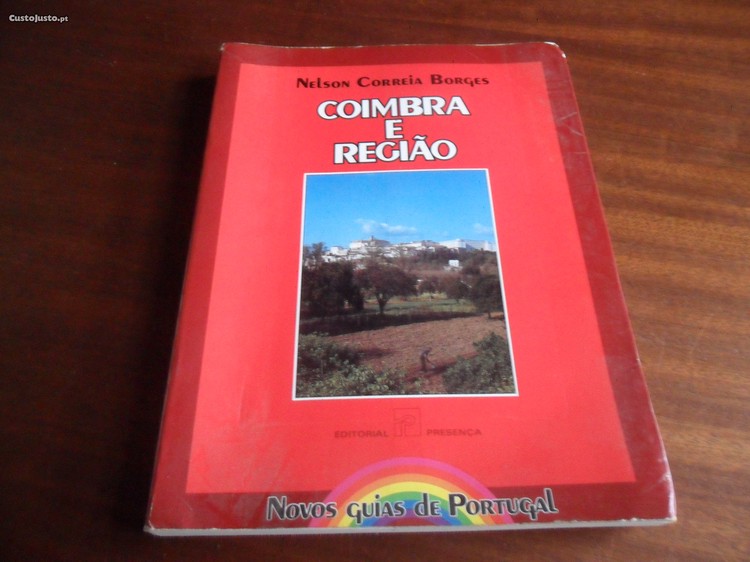 CustoJusto.pt
Nelson Correia Borges
COIMBRA
E
REGIÃO
EDITORIAL PRESENÇA
Novos guias de Portugal